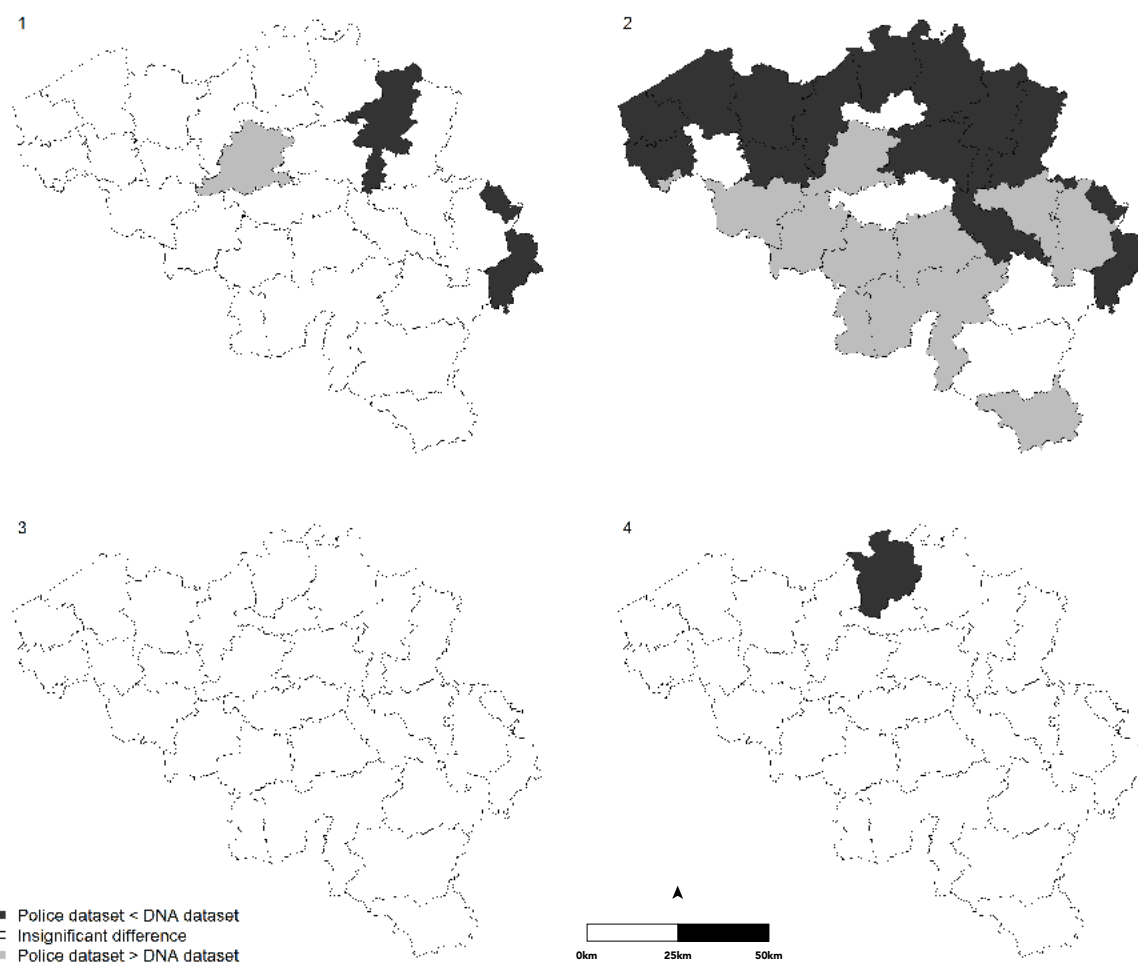 1
2
3
4
Police dataset < DNA dataset
Insignificant difference
Police dataset > DNA dataset
0km 25km 50km